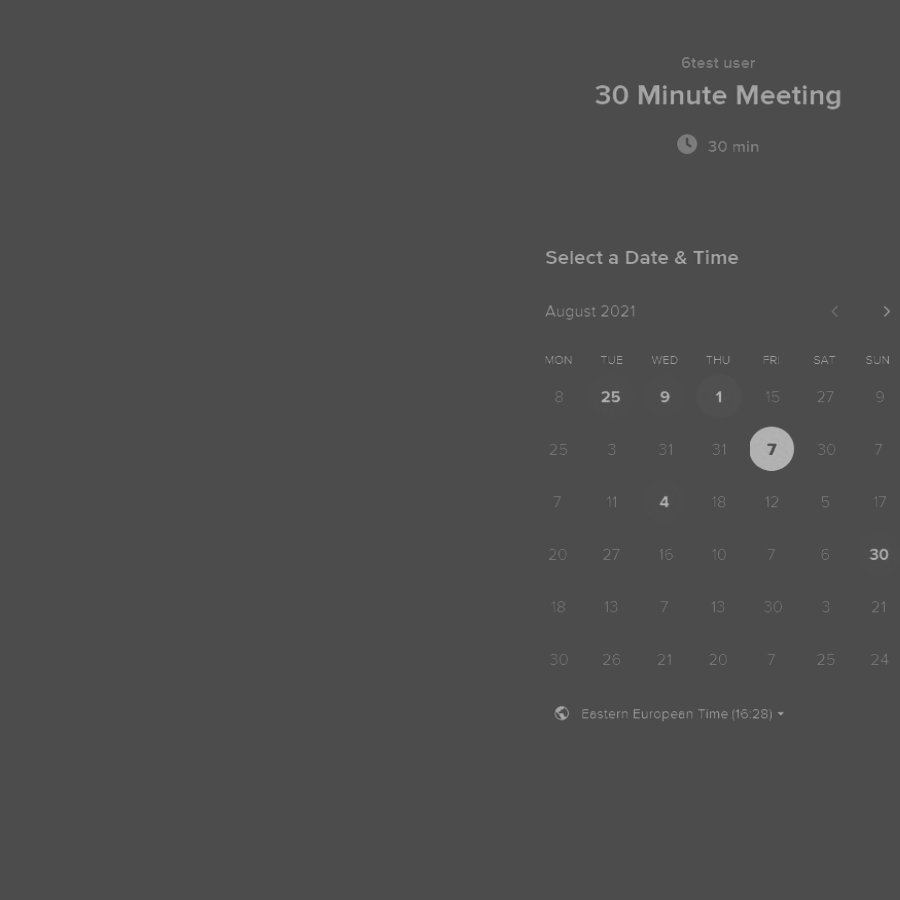 6test user
30 Minute Meeting
30 min
Select a Date & Time
August 2021
MON TUE WED THU FRI SAT SUN
8 25 9 1 15 27 9
25 3 31 31 7 30 7
7 11 4 18 12 5 17
20 27 16 10 7 6 30
18 13 7 13 30 3 21
30 26 21 20 7 25 24
Eastern European Time (16:28)